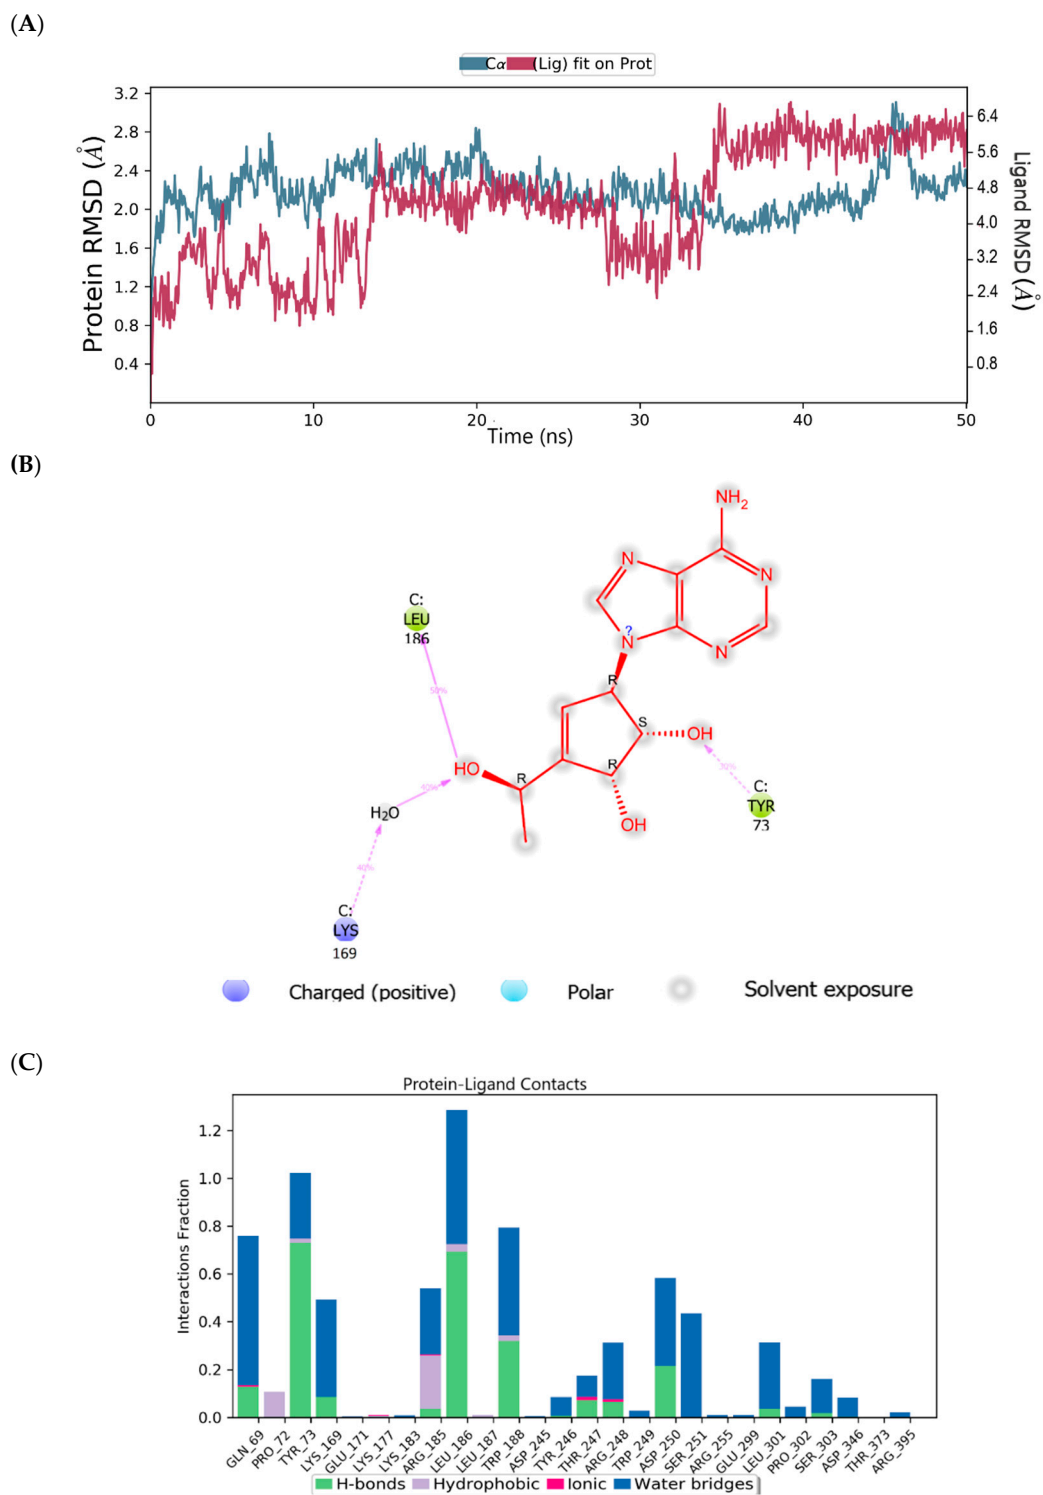 (A)
Cα (Lig) fit on Prot
Protein RMSD (Å)
3.2
2.8
2.4
2.0
1.6
1.2
0.8
0.4
6.4
5.6
4.8
4.0
3.2
2.4
1.6
0.8
Ligand RMSD (Å)
0 10 20 30 40 50
Time (ns)
(B)
NH2
N
N
N
N
?
R
S
OH
R
OH
R
HO
C:
LEU
186
50%
40%
H2O
40%
C:
LYS
169
C:
TYR
73
Charged (positive) Polar Solvent exposure
(C)
Protein-Ligand Contacts
Interactions Fraction
1.2
1.0
0.8
0.6
0.4
0.2
0.0
GLN_69
PRO_72
TYR_73
LYS_169
GLU_171
LYS_177
LYS_183
ARG_185
LEU_186
LEU_187
TRP_188
ASP_245
TYR_246
THR_247
ARG_248
TRP_249
ASP_250
SER_251
ARG_255
GLU_299
LEU_301
PRO_302
SER_303
ASP_346
THR_373
ARG_395
H-bonds Hydrophobic Ionic Water bridges